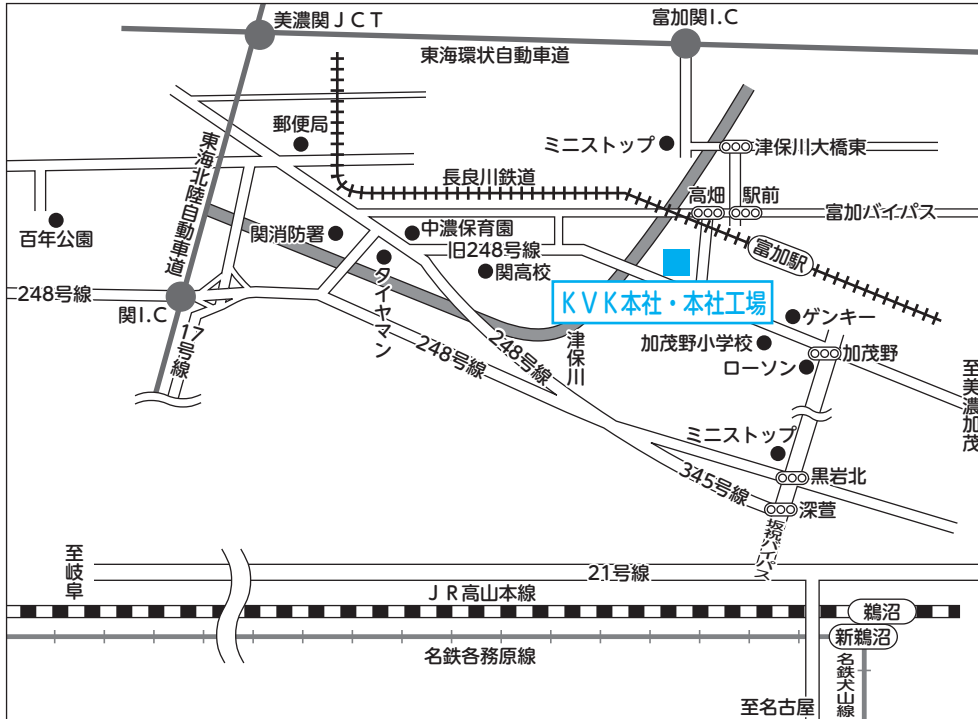 美濃関JCT
富加関I.C
東海環状自動車道
郵便局
ミニストップ
津保川大橋東
東海北陸自動車道
長良川鉄道
高畑
駅前
富加バイパス
百年公園
関消防署
中濃保育園
旧248号線
関高校
富加駅
タイヤマン
248号線
関I.C
KVK本社・本社工場
ゲンキー
17号線
248号線
248号線
津保川
加茂野小学校
加茂野
ローソン
至美濃加茂
ミニストップ
345号線
黒岩北
深萱
坂祝バイパス
至岐阜
21号線
JR高山本線
鵜沼
新鵜沼
名鉄各務原線
名鉄犬山線
至名古屋